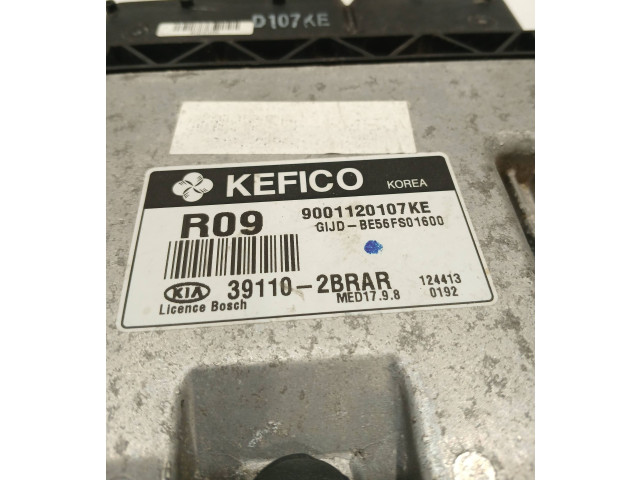 D107KE
KEFICO KOREA
R09
9001120107KE
GIJD-BE56FS01600
39110-2BRAR
KIA
Licence Bosch
MED17.9.8
124413
0192